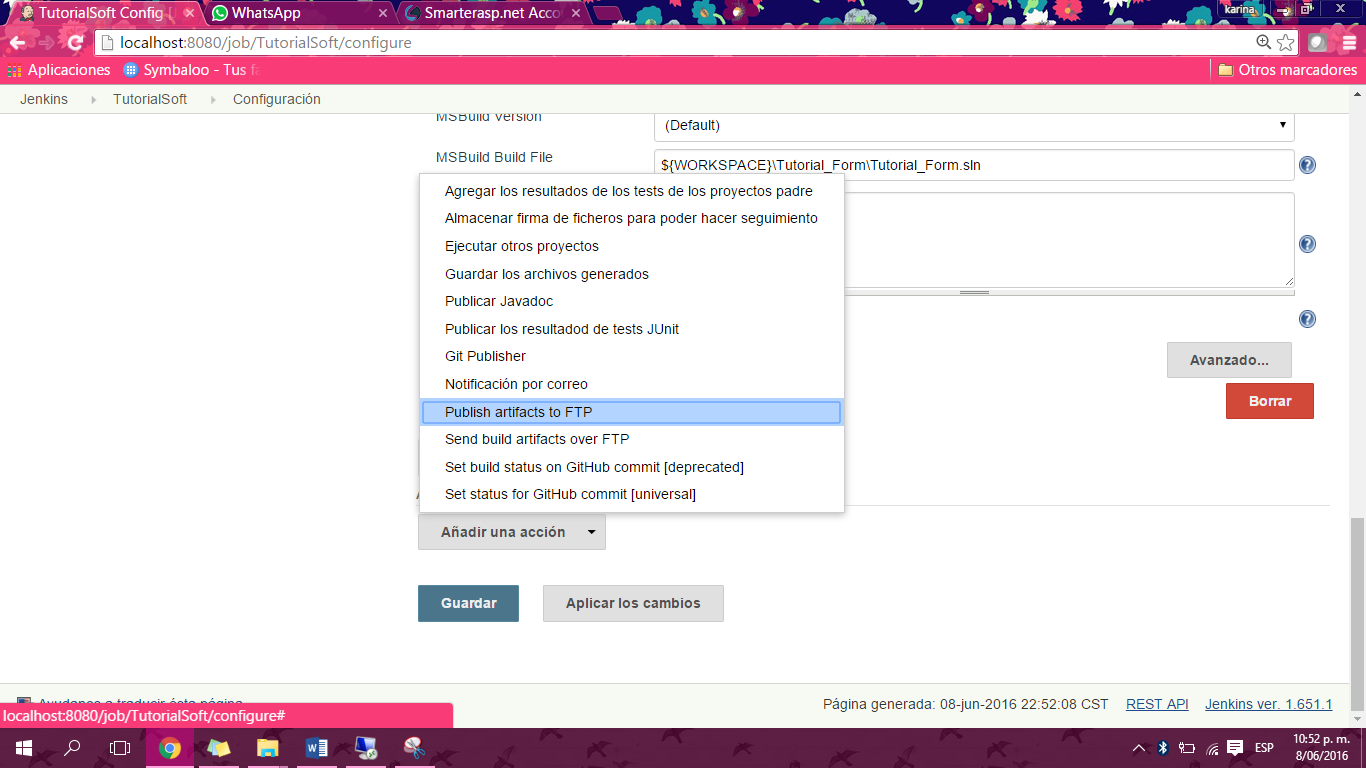 TutorialSoft Config [
WhatsApp
Smarterasp.net Acco
karina
localhost:8080/job/TutorialSoft/configure
Aplicaciones
Symbaloo - Tus fa
Otros marcadores
Jenkins
TutorialSoft
Configuración
MSBuild Version
(Default)
MSBuild Build File
${WORKSPACE}\Tutorial_Form\Tutorial_Form.sln
Agregar los resultados de los tests de los proyectos padre
Almacenar firma de ficheros para poder hacer seguimiento
Ejecutar otros proyectos
Guardar los archivos generados
Publicar Javadoc
Publicar los resultadod de tests JUnit
Git Publisher
Notificación por correo
Publish artifacts to FTP
Send build artifacts over FTP
Set build status on GitHub commit [deprecated]
Set status for GitHub commit [universal]
Avanzado...
Borrar
Añadir una acción
Guardar
Aplicar los cambios
Ayudanos a traducir ésta página
Página generada: 08-jun-2016 22:52:08 CST
REST API
Jenkins ver. 1.651.1
localhost:8080/job/TutorialSoft/configure#
ESP
10:52 p. m.
8/06/2016